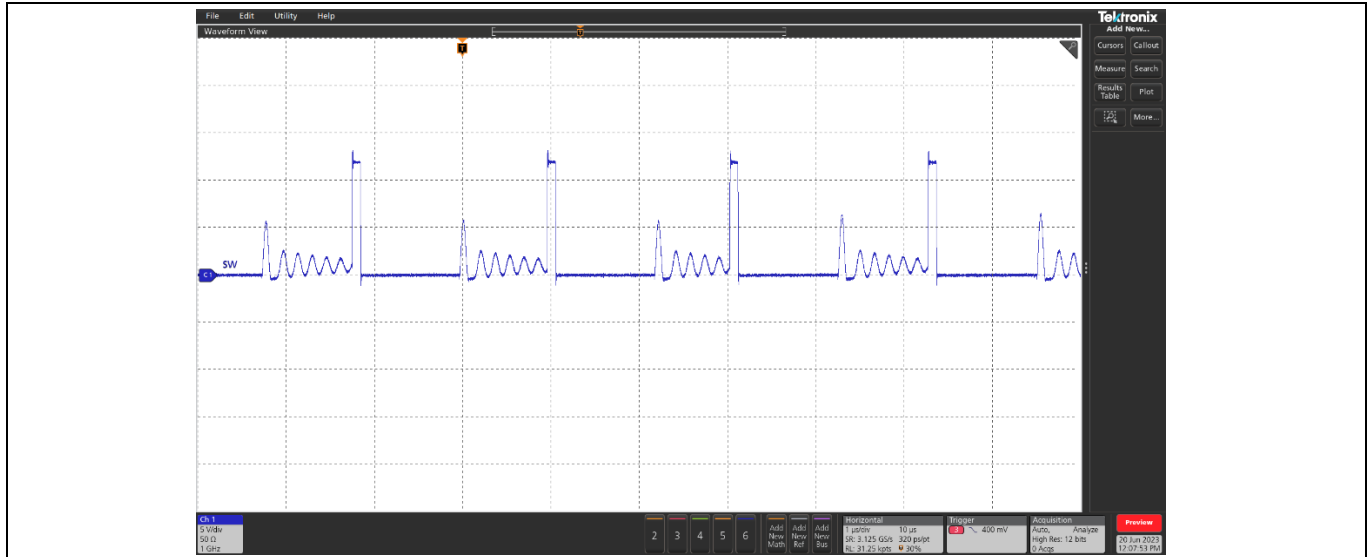 File Edit Utility Help
Tektronix
Waveform View
Add New...
T
T
Cursors Callout
Measure Search
Results Table Plot
More...
SW
C1
Ch 1
5 V/div
50 Ω
1 GHz
2 3 4 5 6
Add New Math
Add New Ref
Add New Bus
Horizontal
1 µs/div 10 µs
SR: 3.125 GS/s 320 ps/pt
RL: 31.25 kpts 30%
Trigger
3 400 mV
Acquisition
Auto, Analyze
High Res: 12 bits
0 Acqs
Preview
20 Jun 2023
12:07:53 PM